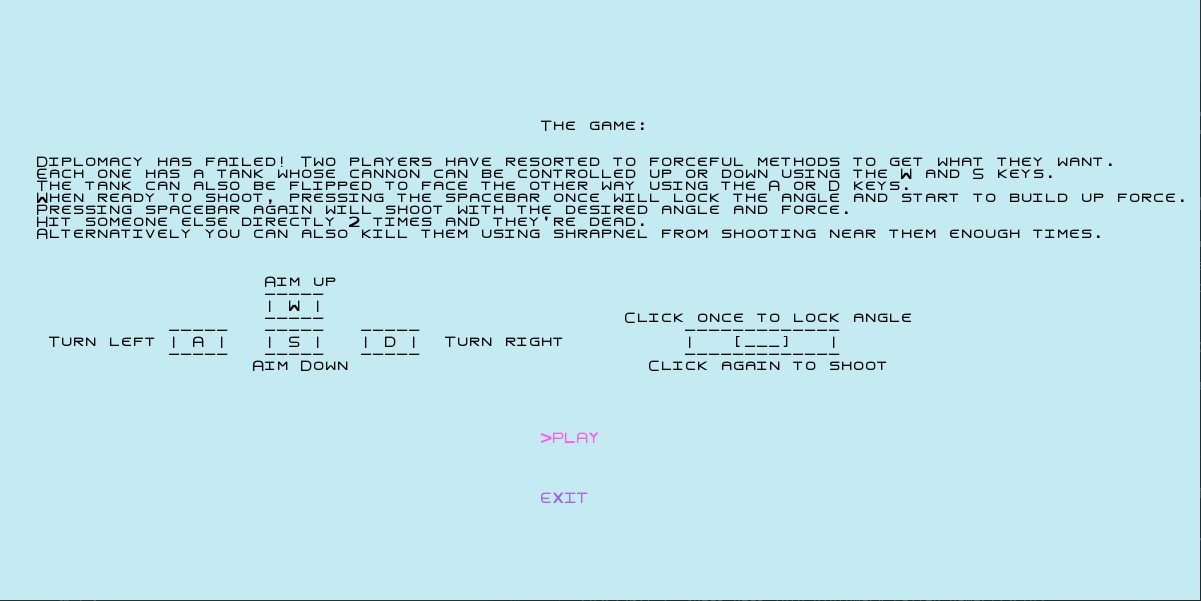 The game:
Diplomacy has failed! Two players have resorted to forceful methods to get what they want.
Each one has a tank whose cannon can be controlled up or down using the W and S keys.
The tank can also be flipped to face the other way using the A or D keys.
When ready to shoot, pressing the spacebar once will lock the angle and start to build up force.
Pressing spacebar again will shoot with the desired angle and force.
Hit someone else directly 2 times and they're dead.
Alternatively you can also kill them using shrapnel from shooting near them enough times.
Aim up
-----
| W |
-----
Click once to lock angle
----- ----- ----- -------------
Turn left | A | | S | | D | Turn right | [___] |
----- ----- ----- -------------
Aim Down Click again to shoot
>PLAY
EXIT